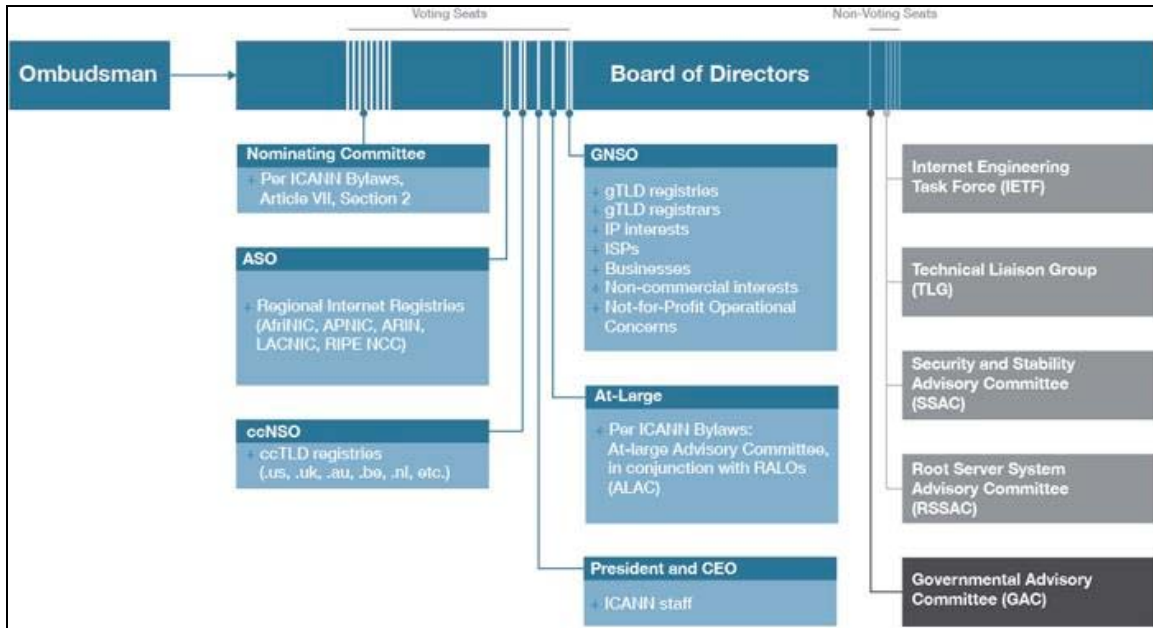 Voting Seats
Non-Voting Seats
Ombudsman
Board of Directors
Nominating Committee
+ Per ICANN Bylaws,
Article VII, Section 2
ASO
+ Regional Internet Registries
(AfriNIC, APNIC, ARIN,
LACNIC, RIPE NCC)
ccNSO
+ ccTLD registries
(.us, .uk, .au, .be, .nl, etc.)
GNSO
+ gTLD registries
+ gTLD registrars
+ IP interests
+ ISPs
+ Businesses
+ Non-commercial interests
+ Not-for-Profit Operational
Concerns
At-Large
+ Per ICANN Bylaws:
At-large Advisory Committee,
in conjunction with RALOs
(ALAC)
President and CEO
+ ICANN staff
Internet Engineering
Task Force (IETF)
Technical Liaison Group
(TLG)
Security and Stability
Advisory Committee
(SSAC)
Root Server System
Advisory Committee
(RSSAC)
Governmental Advisory
Committee (GAC)